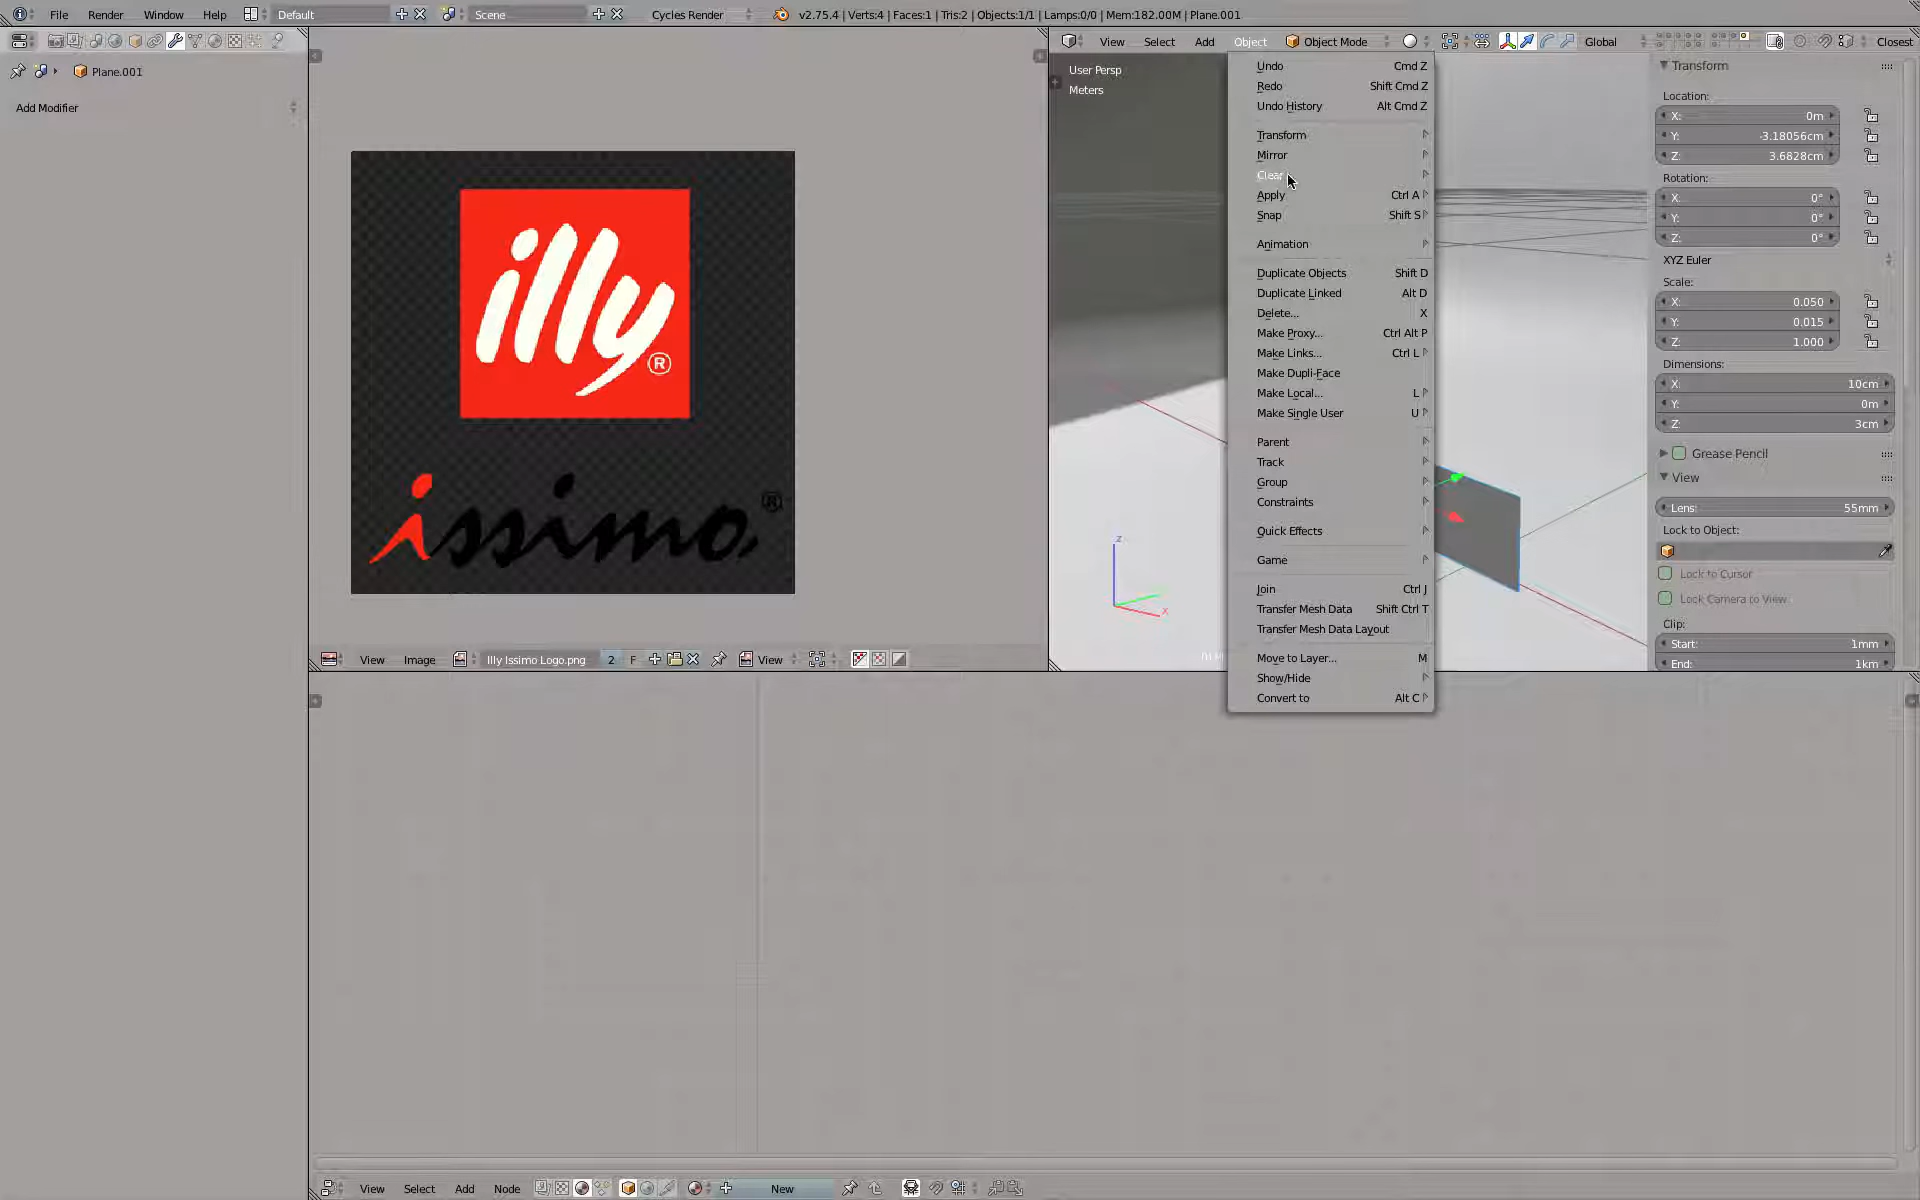 File Render Window Help Default Scene Cycles Render v2.75.4 | Verts:4 | Faces:1 | Tris:2 | Objects:1/1 | Lamps:0/0 | Mem:182.00M | Plane.001
View Select Add Object Object Mode Global Closest
Plane.001
Add Modifier
illy
®
issimo
®
View Image Illy Issimo Logo.png 2 F View
User Persp
Meters
z
x
Undo Cmd Z
Redo Shift Cmd Z
Undo History Alt Cmd Z
Transform
Mirror
Clear
Apply Ctrl A
Snap Shift S
Animation
Duplicate Objects Shift D
Duplicate Linked Alt D
Delete... X
Make Proxy... Ctrl Alt P
Make Links... Ctrl L
Make Dupli-Face
Make Local... L
Make Single User U
Parent
Track
Group
Constraints
Quick Effects
Game
Join Ctrl J
Transfer Mesh Data Shift Ctrl T
Transfer Mesh Data Layout
Move to Layer... M
Show/Hide
Convert to Alt C
Transform
Location:
X: 0m
Y: -3.18056cm
Z: 3.6828cm
Rotation:
X: 0°
Y: 0°
Z: 0°
XYZ Euler
Scale:
X: 0.050
Y: 0.015
Z: 1.000
Dimensions:
X: 10cm
Y: 0m
Z: 3cm
Grease Pencil
View
Lens: 55mm
Lock to Object:
Lock to Cursor
Lock Camera to View
Clip:
Start: 1mm
End: 1km
View Select Add Node New